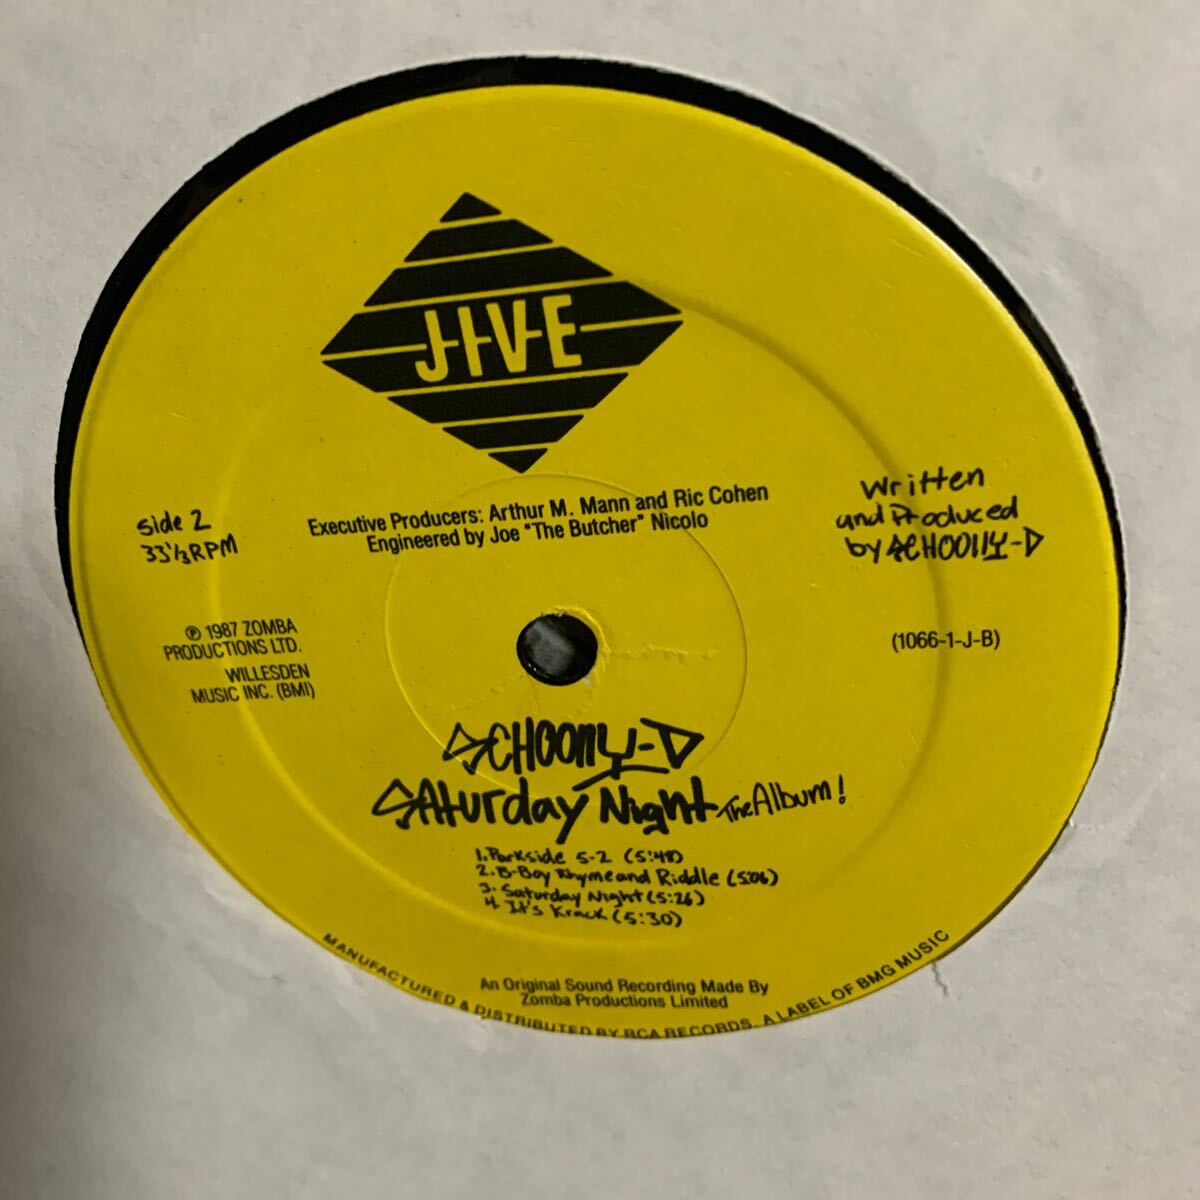 JIVE
Executive Producers: Arthur M. Mann and Ric Cohen
Engineered by Joe "The Butcher" Nicolo
Side 2
33⅓ RPM
℗ 1987 ZOMBA
PRODUCTIONS LTD.
WILLESDEN
MUSIC INC. (BMI)
Written
and Produced
by SCHOOLLY-D
(1066-1-J-B)
SCHOOLLY-D
SAturday Night The Album!
1. Parkside 5-2 (5:48)
2. B-Boy Rhyme and Riddle (5:06)
3. Saturday Night (5:26)
4. It's Krack (5:30)
An Original Sound Recording Made By
Zomba Productions Limited
MANUFACTURED & DISTRIBUTED BY RCA RECORDS. A LABEL OF BMG MUSIC